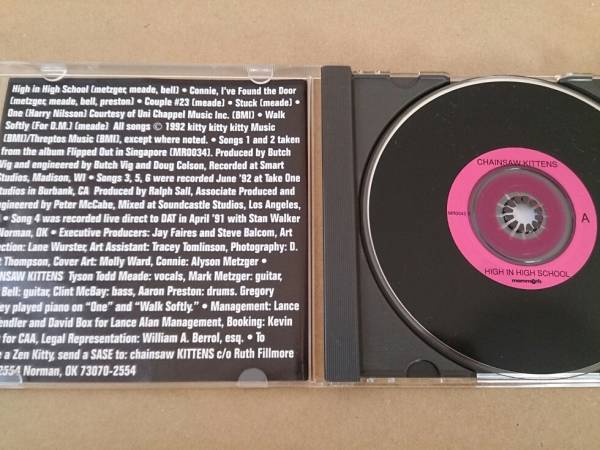 High in High School (metzger, meade, bell) • Connie, I've Found the Door
(metzger, meade, bell, preston) • Couple #23 (meade) • Stuck (meade) •
One (Harry Nilsson) Courtesy of Uni Chappel Music Inc. (BMI) • Walk
Softly (For D.M.) (meade) All songs © 1992 kitty kitty kitty Music
(BMI)/Threptos Music (BMI), except where noted. • Songs 1 and 2 taken
from the album Flipped Out in Singapore (MR0034). Produced by Butch
Vig and engineered by Butch Vig and Doug Colson, Recorded at Smart
Studios, Madison, WI • Songs 3, 5, 6 were recorded June '92 at Take One
Studios in Burbank, CA Produced by Ralph Sall, Associate Produced and
engineered by Peter McCabe, Mixed at Soundcastle Studios, Los Angeles,
• Song 4 was recorded live direct to DAT in April '91 with Stan Walker
Norman, OK • Executive Producers: Jay Faires and Steve Balcom, Art
ection: Lane Wurster, Art Assistant: Tracey Tomlinson, Photography: D.
t Thompson, Cover Art: Molly Ward, Connie: Alyson Metzger •
INSAW KITTENS Tyson Todd Meade: vocals, Mark Metzger: guitar,
Bell: guitar, Clint McBay: bass, Aaron Preston: drums. Gregory
ey played piano on "One" and "Walk Softly." • Management: Lance
endler and David Box for Lance Alan Management, Booking: Kevin
for CAA, Legal Representation: William A. Berrol, esq. • To
e a Zen Kitty, send a SASE to: chainsaw KITTENS c/o Ruth Fillmore
2554 Norman, OK 73070-2554
CHAINSAW KITTENS
A
HIGH IN HIGH SCHOOL
mammoth